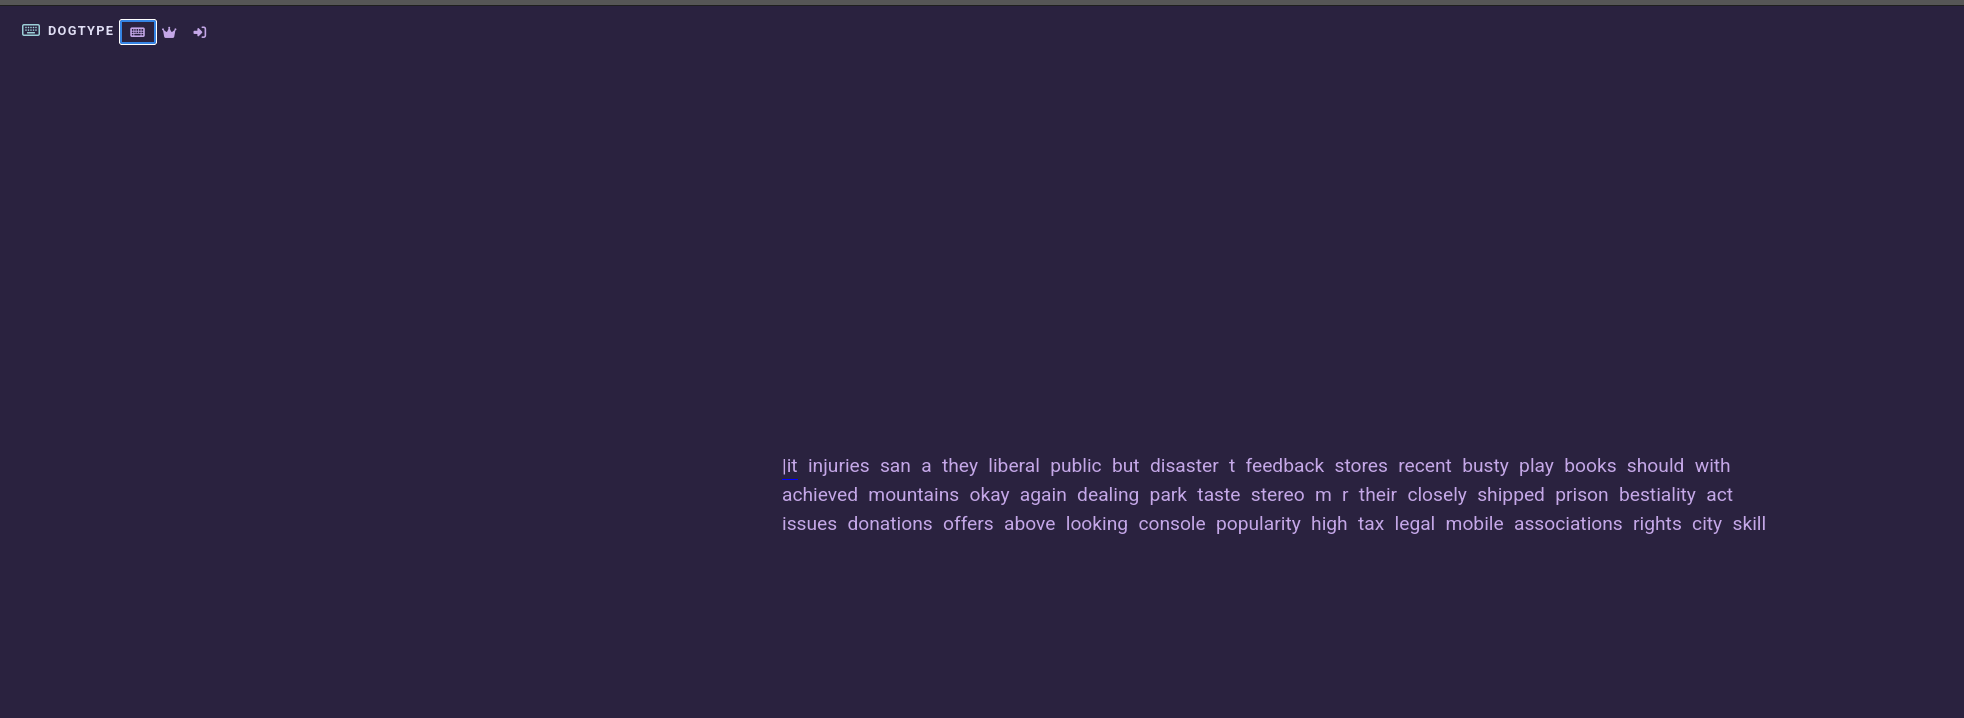 DOGTYPE
it injuries san a they liberal public but disaster t feedback stores recent busty play books should with
achieved mountains okay again dealing park taste stereo m r their closely shipped prison bestiality act
issues donations offers above looking console popularity high tax legal mobile associations rights city skill